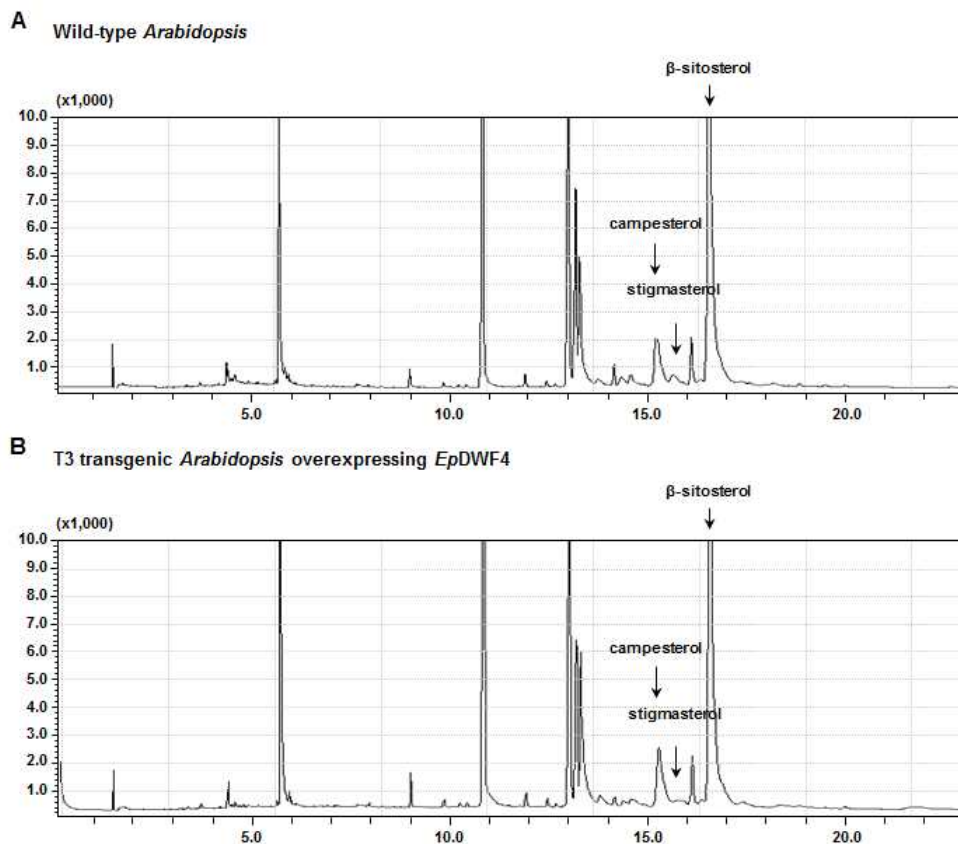 A
Wild-type Arabidopsis
β-sitosterol
(x1,000)
10.0
9.0
8.0
7.0
6.0
campesterol
5.0
4.0
stigmasterol
3.0
2.0
1.0
5.0 10.0 15.0 20.0
B
T3 transgenic Arabidopsis overexpressing EpDWF4
β-sitosterol
(x1,000)
10.0
9.0
8.0
7.0
6.0
campesterol
5.0
4.0
stigmasterol
3.0
2.0
1.0
5.0 10.0 15.0 20.0